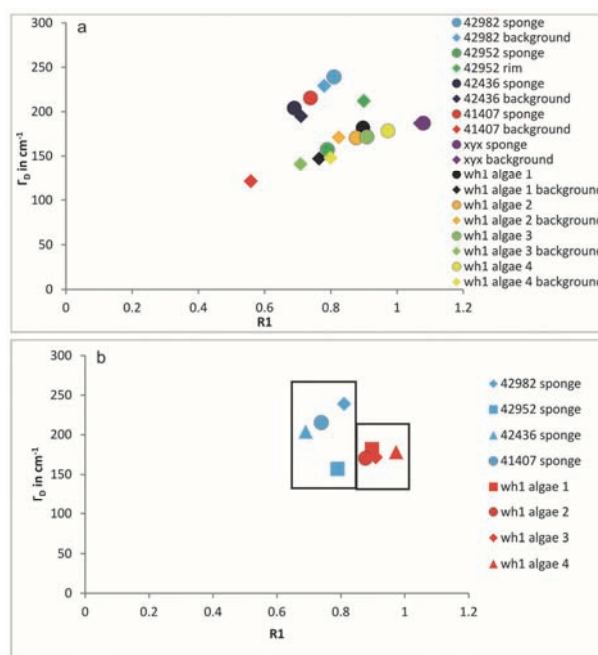 a
300
250
200
150
100
50
0
0
0.2
0.4
0.6
0.8
1
1.2
ΓD in cm-1
R1
42982 sponge
42982 background
42952 sponge
42952 rim
42436 sponge
42436 background
41407 sponge
41407 background
xyx sponge
xyx background
wh1 algae 1
wh1 algae 1 background
wh1 algae 2
wh1 algae 2 background
wh1 algae 3
wh1 algae 3 background
wh1 algae 4
wh1 algae 4 background
b
300
250
200
150
100
50
0
0
0.2
0.4
0.6
0.8
1
1.2
ΓD in cm-1
R1
42982 sponge
42952 sponge
42436 sponge
41407 sponge
wh1 algae 1
wh1 algae 2
wh1 algae 3
wh1 algae 4